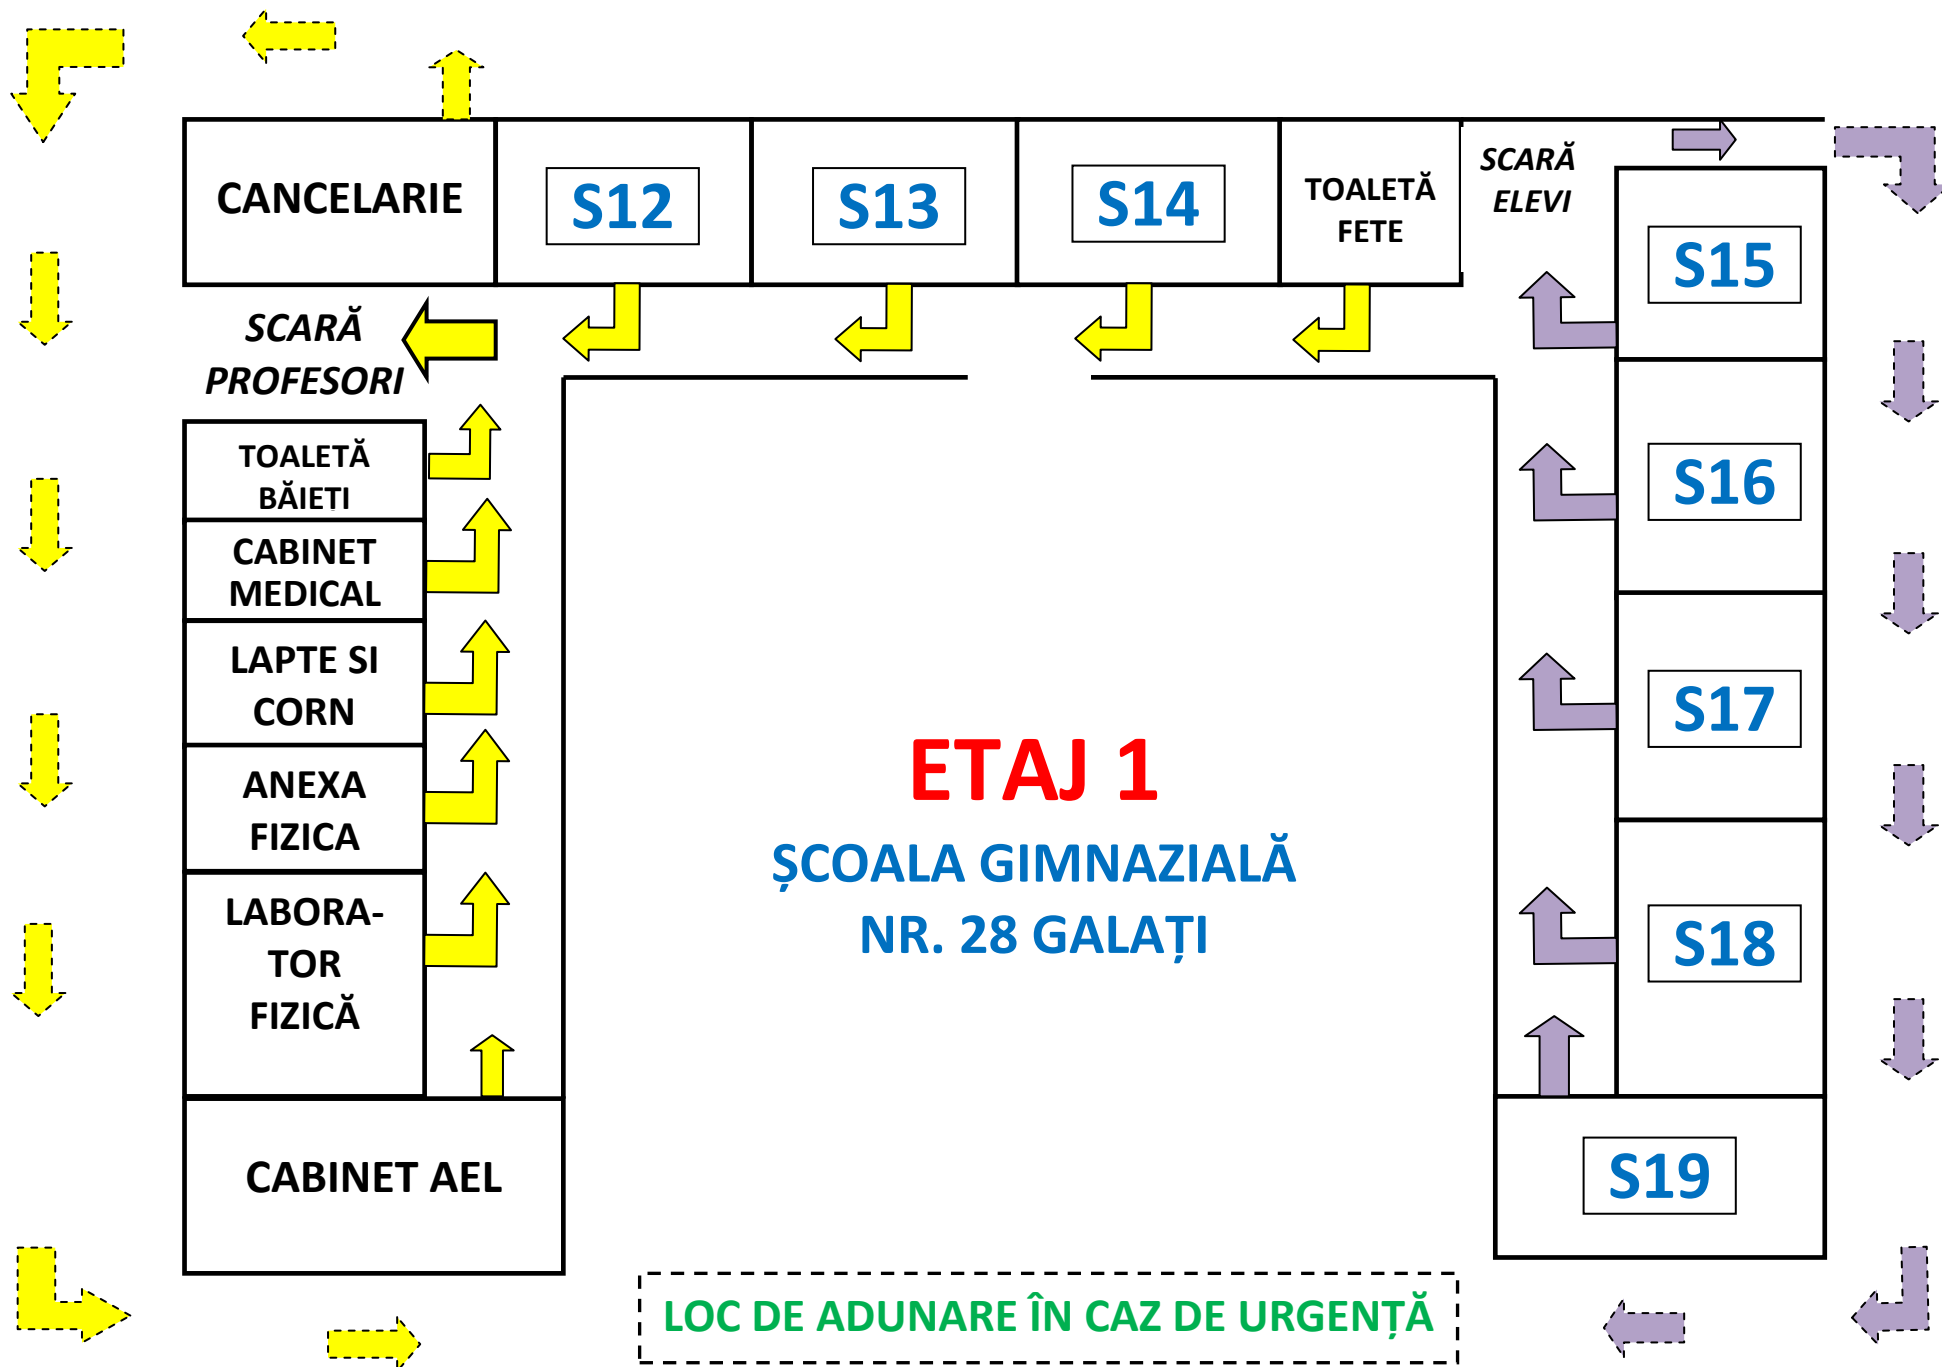 CANCELARIE
S12
S13
S14
TOALETĂ
FETE
SCARĂ
ELEVI
S15
SCARĂ
PROFESORI
TOALETĂ
BĂIEȚI
S16
CABINET
MEDICAL
LAPTE SI
CORN
S17
ANEXA
FIZICA
ETAJ 1
ȘCOALA GIMNAZIALĂ
NR. 28 GALAȚI
LABORA-
TOR
FIZICĂ
S18
CABINET AEL
S19
LOC DE ADUNARE ÎN CAZ DE URGENȚĂ